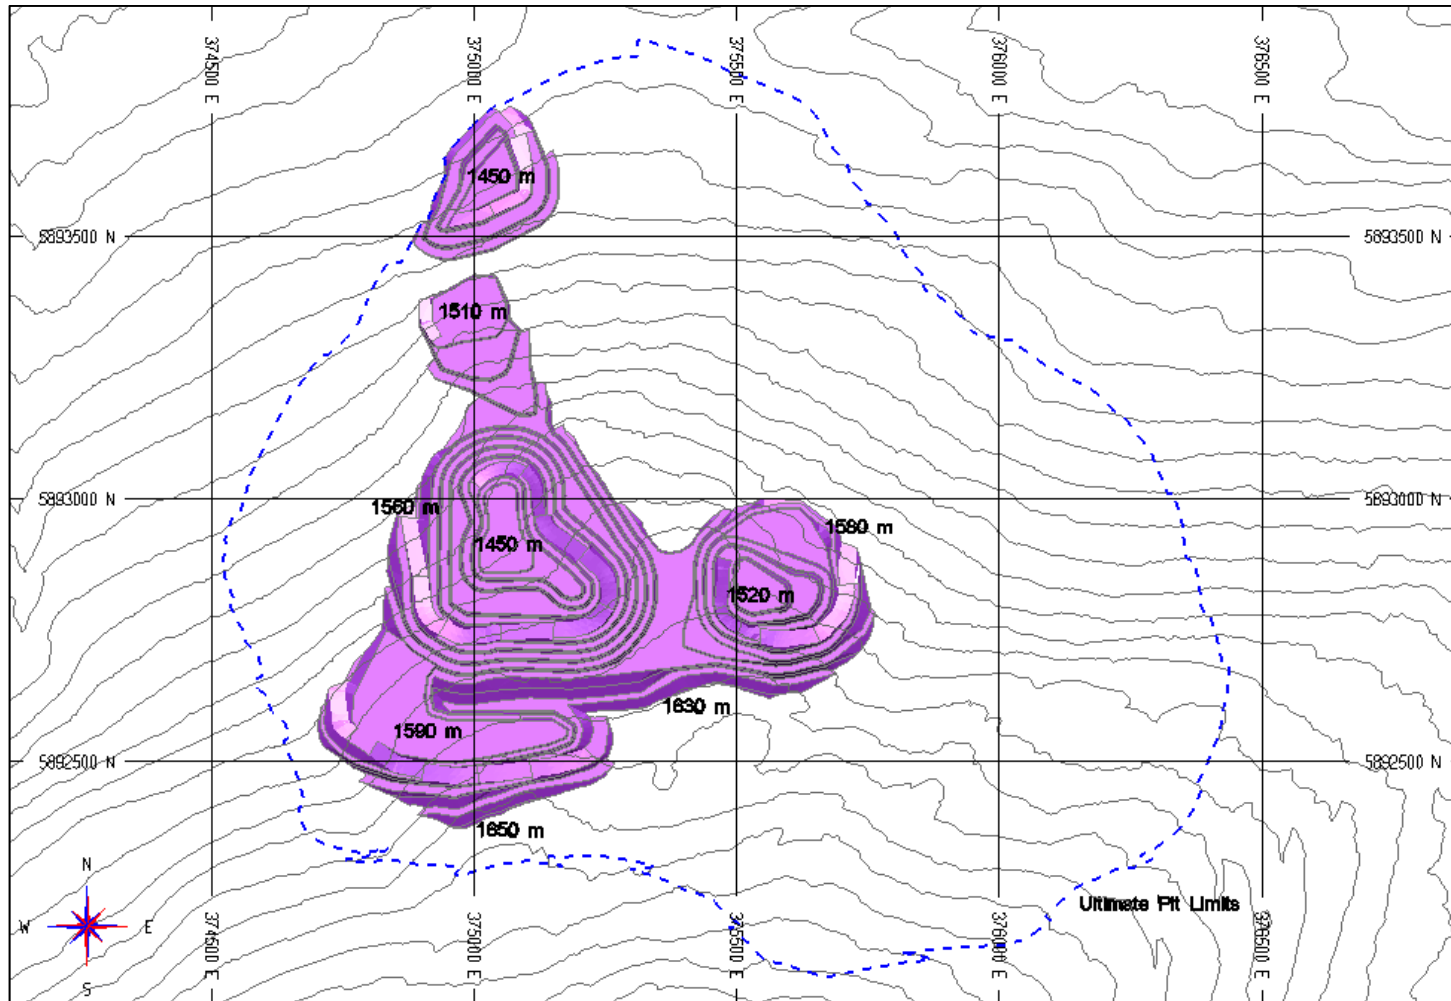 374500 E
375000 E
375500 E
376000 E
376500 E
1450 m
5893500 N
5893500 N
1510 m
5893000 N
5893000 N
1560 m
1580 m
1450 m
1520 m
1630 m
1590 m
5892500 N
5892500 N
1650 m
N
W
E
S
Ultimate Pit Limits
374500 E
375000 E
375500 E
376000 E
376500 E